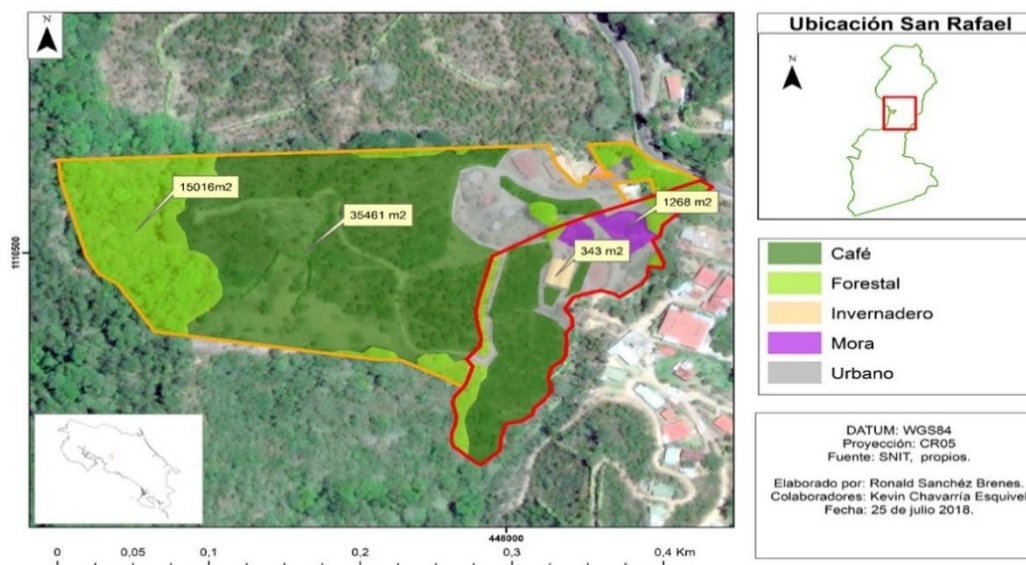 N
15016m2
35461 m2
1268 m2
343 m2
1110500
448000
0
0,05
0,1
0,2
0,3
0,4 Km
Ubicación San Rafael
N
Café
Forestal
Invernadero
Mora
Urbano
DATUM: WGS84
Proyección: CR05
Fuente: SNIT, propios.
Elaborado por: Ronald Sanchéz Brenes.
Colaboradores: Kevin Chavarría Esquivel
Fecha: 25 de julio 2018.